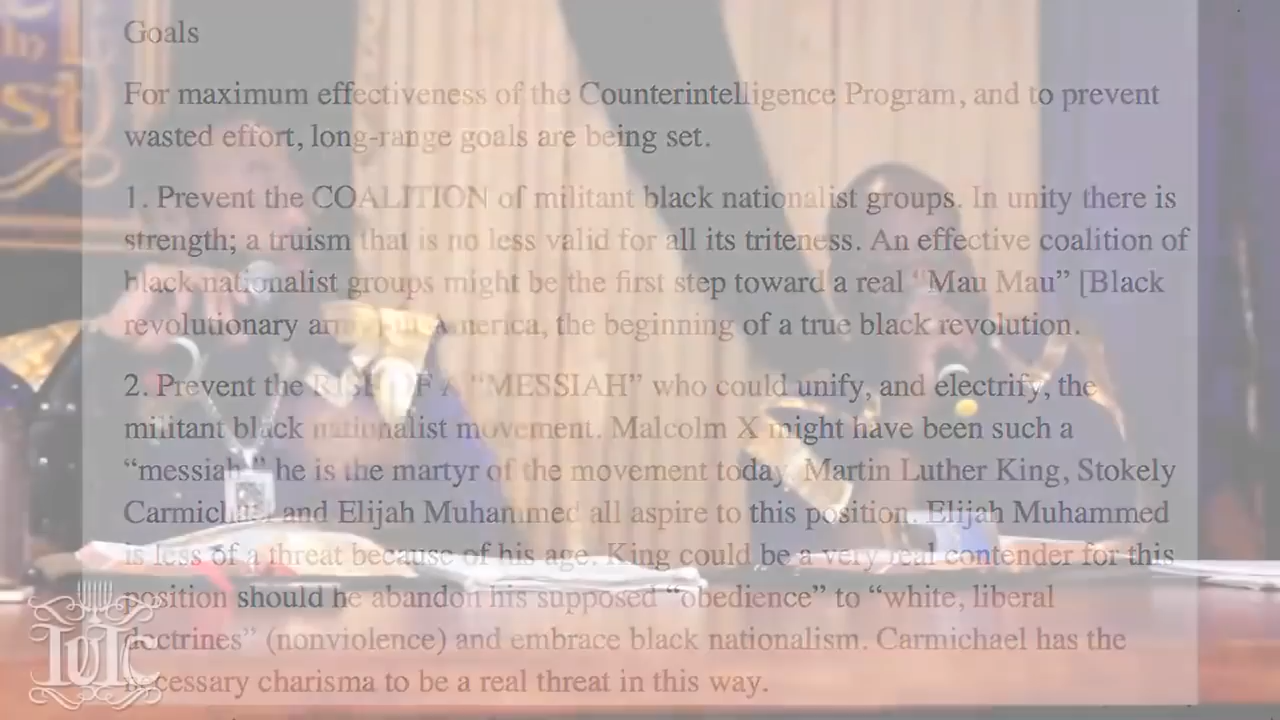 Goals
For maximum effectiveness of the Counterintelligence Program, and to prevent
wasted effort, long-range goals are being set.
1. Prevent the COALITION of militant black nationalist groups. In unity there is
strength; a truism that is no less valid for all its triteness. An effective coalition of
black nationalist groups might be the first step toward a real “Mau Mau” [Black
revolutionary America, the beginning of a true black revolution.
2. Prevent the RISE OF A “MESSIAH” who could unify, and electrify, the
militant black nationalist movement. Malcolm X might have been such a
“messiah;” he is the martyr of the movement today. Martin Luther King, Stokely
Carmichael, and Elijah Muhammed all aspire to this position. Elijah Muhammed
is less of a threat because of his age. King could be a very real contender for this
position should he abandon his supposed “obedience” to “white, liberal
doctrines” (nonviolence) and embrace black nationalism. Carmichael has the
necessary charisma to be a real threat in this way.
IUIC
In